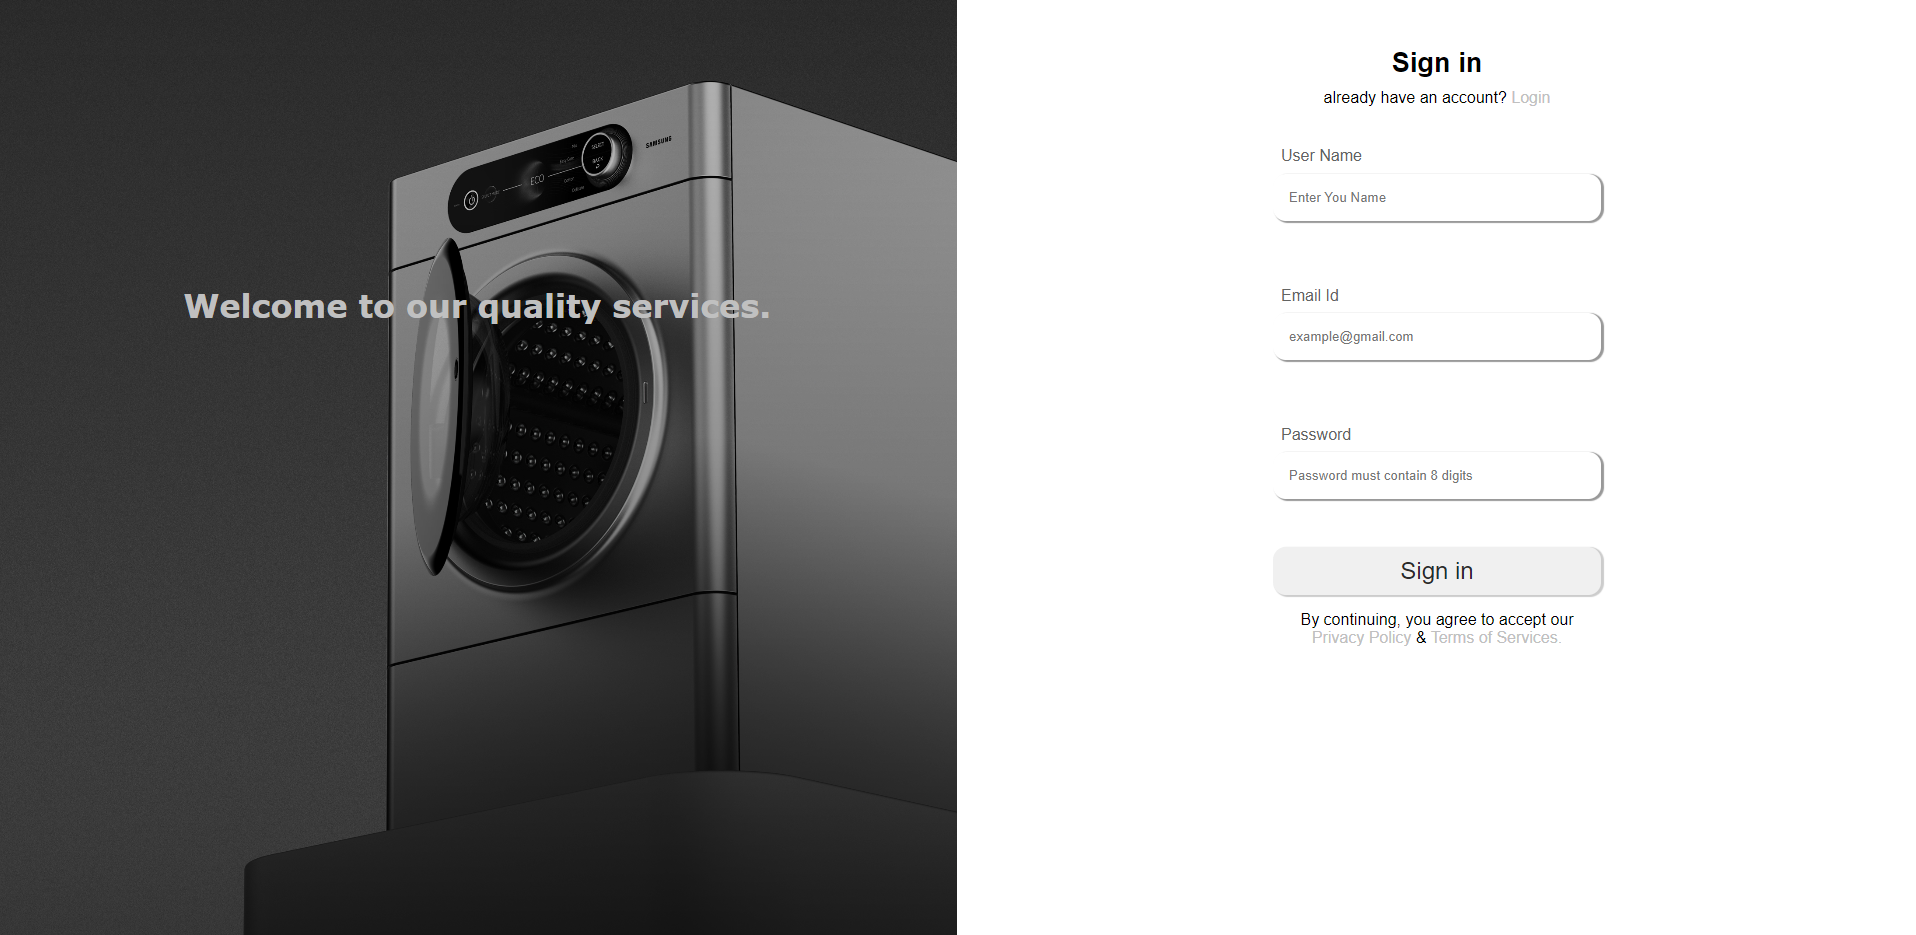 SAMSUNG
SELECT
BACK
ECO
Welcome to our quality services.
Sign in
already have an account? Login
User Name
Enter You Name
Email Id
example@gmail.com
Password
Password must contain 8 digits
Sign in
By continuing, you agree to accept our
Privacy Policy & Terms of Services.